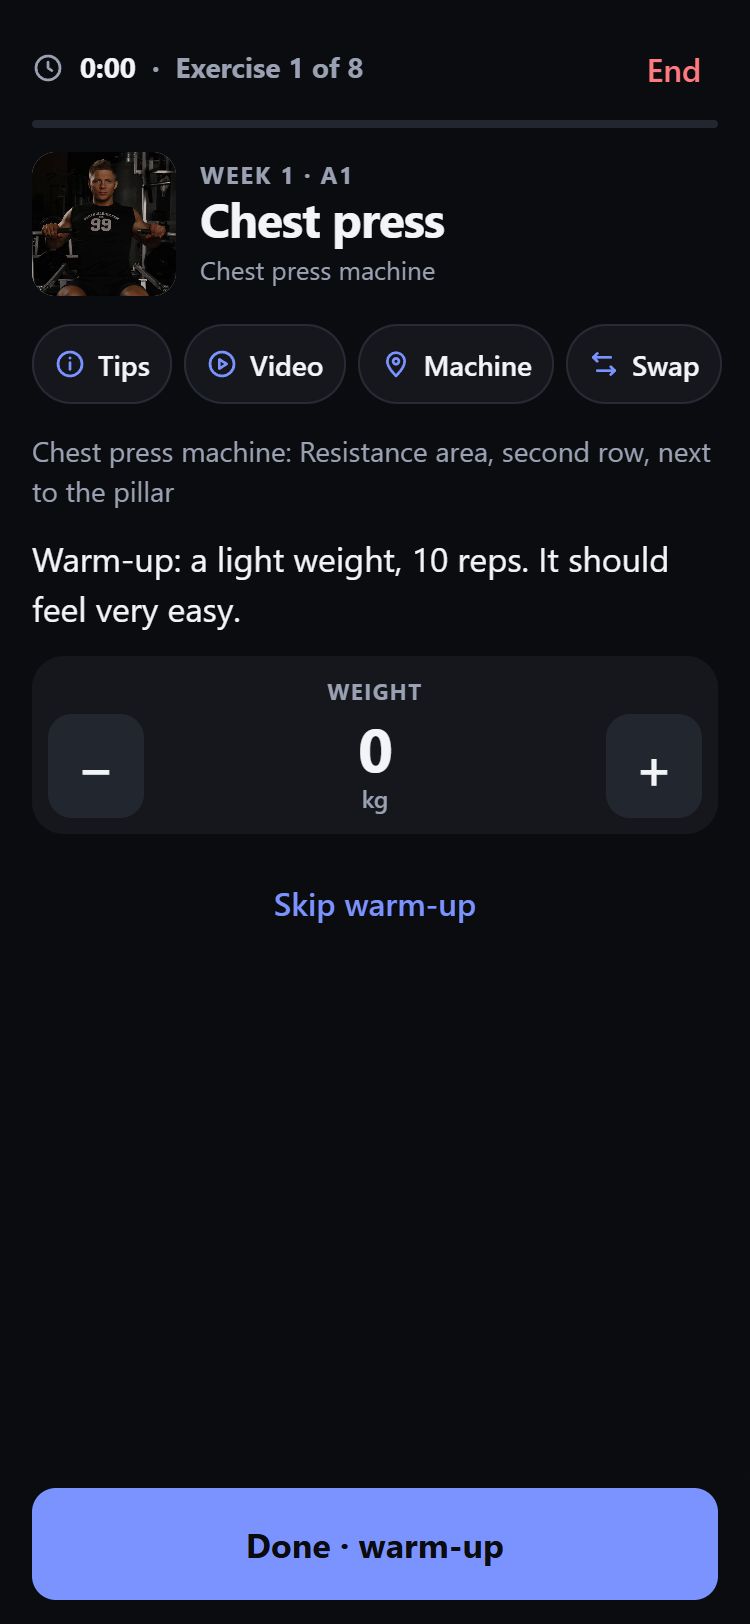 0:00 · Exercise 1 of 8
End
WEEK 1 · A1
Chest press
Chest press machine
99
Tips
Video
Machine
Swap
Chest press machine: Resistance area, second row, next
to the pillar
Warm-up: a light weight, 10 reps. It should
feel very easy.
WEIGHT
−
0
+
kg
Skip warm-up
Done · warm-up